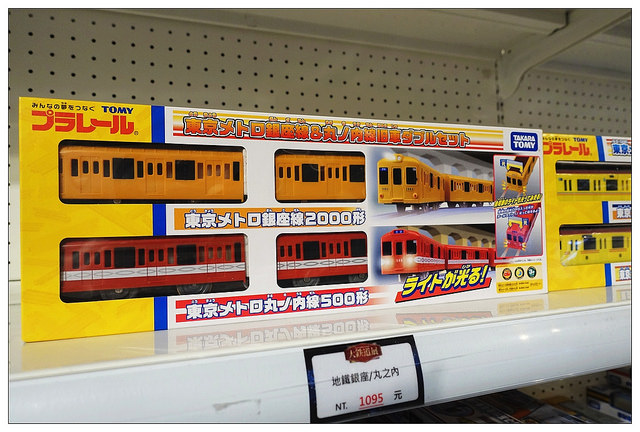 みんなの夢をつなぐ TOMY
プラレール
東京メトロ銀座線&丸ノ内線旧車ダブルセット
TAKARA
TOMY
東京メトロ銀座線2000形
東京メトロ丸ノ内線500形
ライトが光る!
TOMY
プラレール
東京
地鐵銀座/丸之內
NT. 1095 元